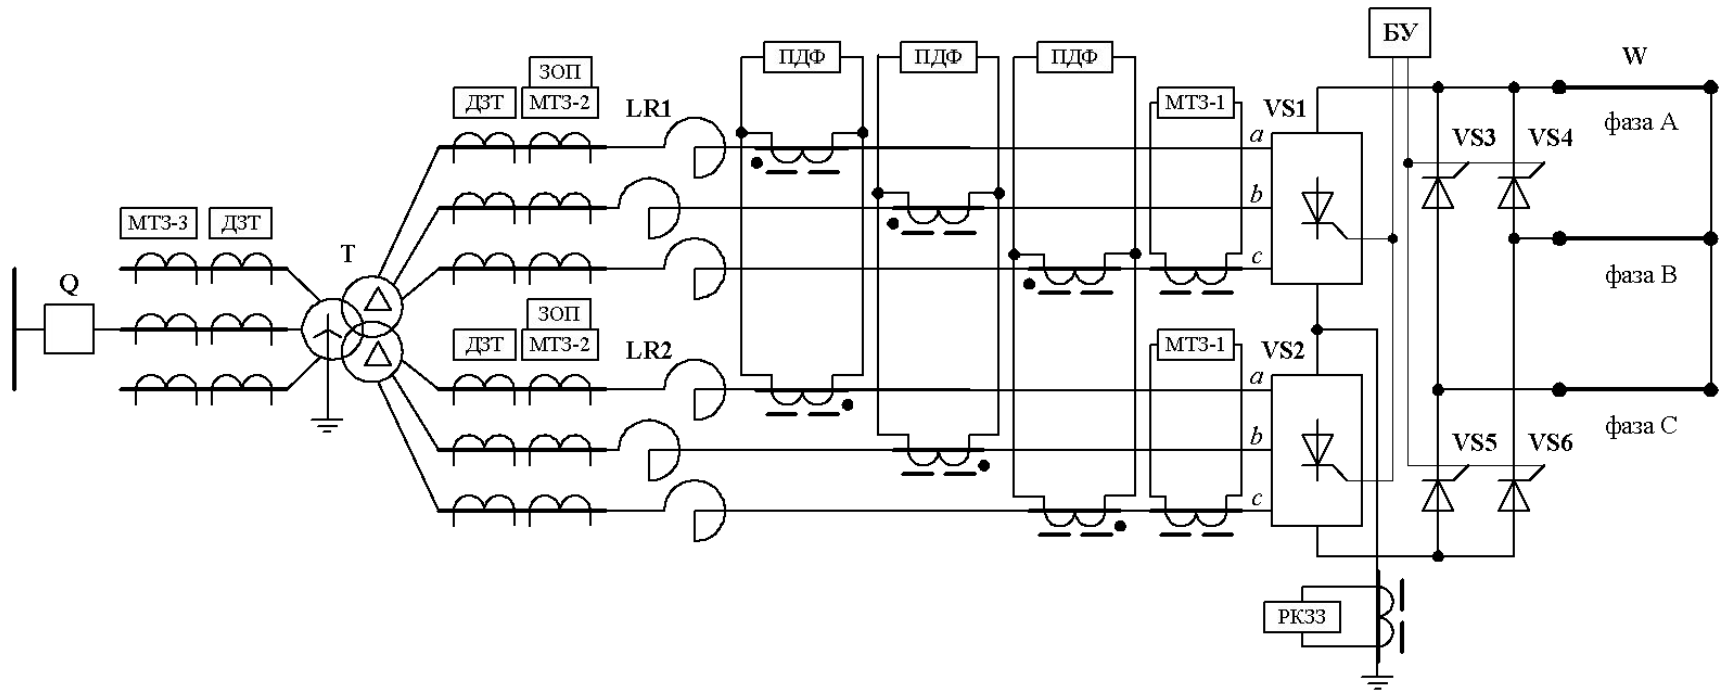 БУ
ПДФ ПДФ ПДФ
W
ЗОП
ДЗТ МТЗ-2 LR1 МТЗ-1 VS1
фаза A
a
VS3 VS4
b
МТЗ-3 ДЗТ
T
c
фаза B
Q
ЗОП
ДЗТ МТЗ-2 LR2 МТЗ-1 VS2
a
фаза C
b
VS5 VS6
c
РКЗЗ